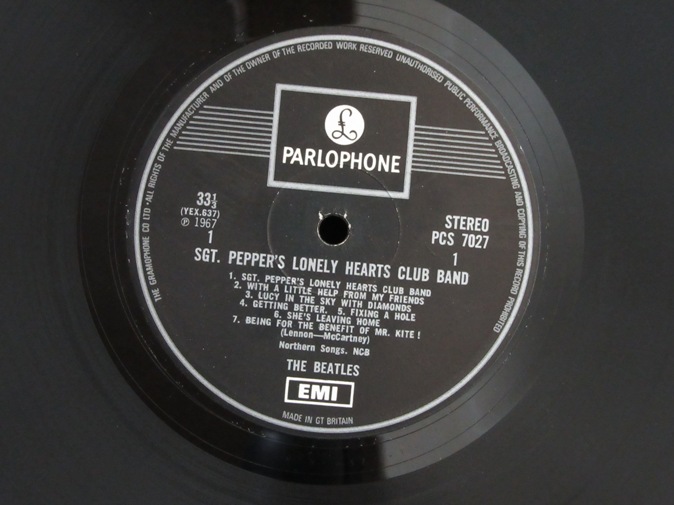 THE GRAMOPHONE CO LTD · ALL RIGHTS OF THE MANUFACTURER AND OF THE OWNER OF THE RECORDED WORK RESERVED UNAUTHORISED PUBLIC PERFORMANCE BROADCASTING AND COPYING OF THIS RECORD PROHIBITED
£
PARLOPHONE
33⅓
(YEX.637)
℗ 1967
1
STEREO
PCS 7027
1
SGT. PEPPER'S LONELY HEARTS CLUB BAND
1. SGT. PEPPER'S LONELY HEARTS CLUB BAND
2. WITH A LITTLE HELP FROM MY FRIENDS
3. LUCY IN THE SKY WITH DIAMONDS
4. GETTING BETTER. 5. FIXING A HOLE
6. SHE'S LEAVING HOME
7. BEING FOR THE BENEFIT OF MR. KITE!
(Lennon—McCartney)
Northern Songs. NCB
THE BEATLES
EMI
MADE IN GT BRITAIN